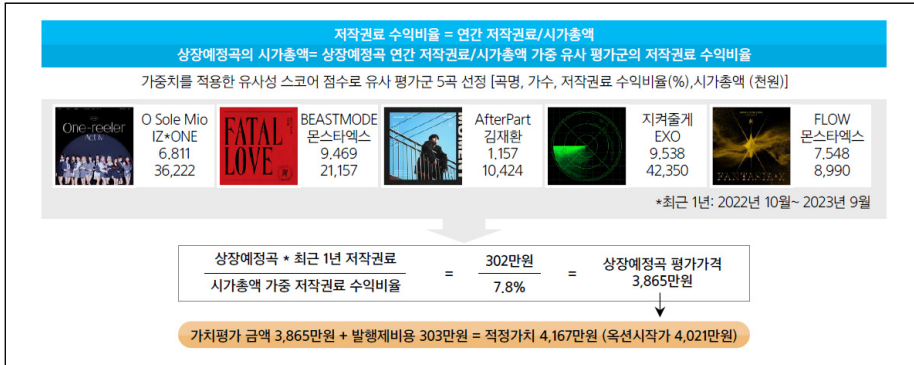 저작권료 수익비율 = 연간 저작권료/시가총액
상장예정곡의 시가총액= 상장예정곡 연간 저작권료/시가총액 가중 유사 평가군의 저작권료 수익비율
가중치를 적용한 유사성 스코어 점수로 유사 평가군 5곡 선정 [곡명, 가수, 저작권료 수익비율(%),시가총액 (천원)]
One-reeler
O Sole Mio
IZ*ONE
6,811
36,222
FATAL
LOVE
BEASTMODE
몬스타엑스
9,469
21,157
AfterPart
김재환
1,157
10,424
지켜줄게
EXO
9,538
42,350
FANTASIA X
FLOW
몬스타엑스
7,548
8,990
*최근 1년: 2022년 10월~ 2023년 9월
상장예정곡 * 최근 1년 저작권료
시가총액 가중 저작권료 수익비율
=
302만원
7.8%
=
상장예정곡 평가가격
3,865만원
가치평가 금액 3,865만원 + 발행제비용 303만원 = 적정가치 4,167만원 (옥션시작가 4,021만원)